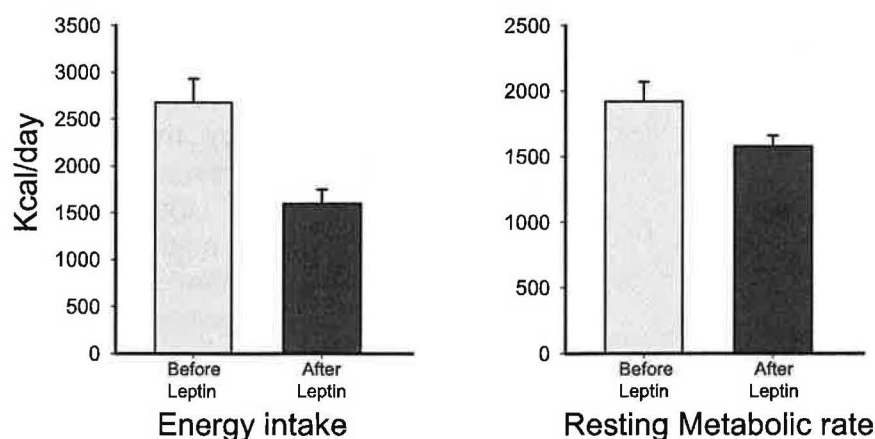 Kcal/day
3500
3000
2500
2000
1500
1000
500
0
Before
Leptin
After
Leptin
Energy intake
2500
2000
1500
1000
500
0
Before
Leptin
After
Leptin
Resting Metabolic rate